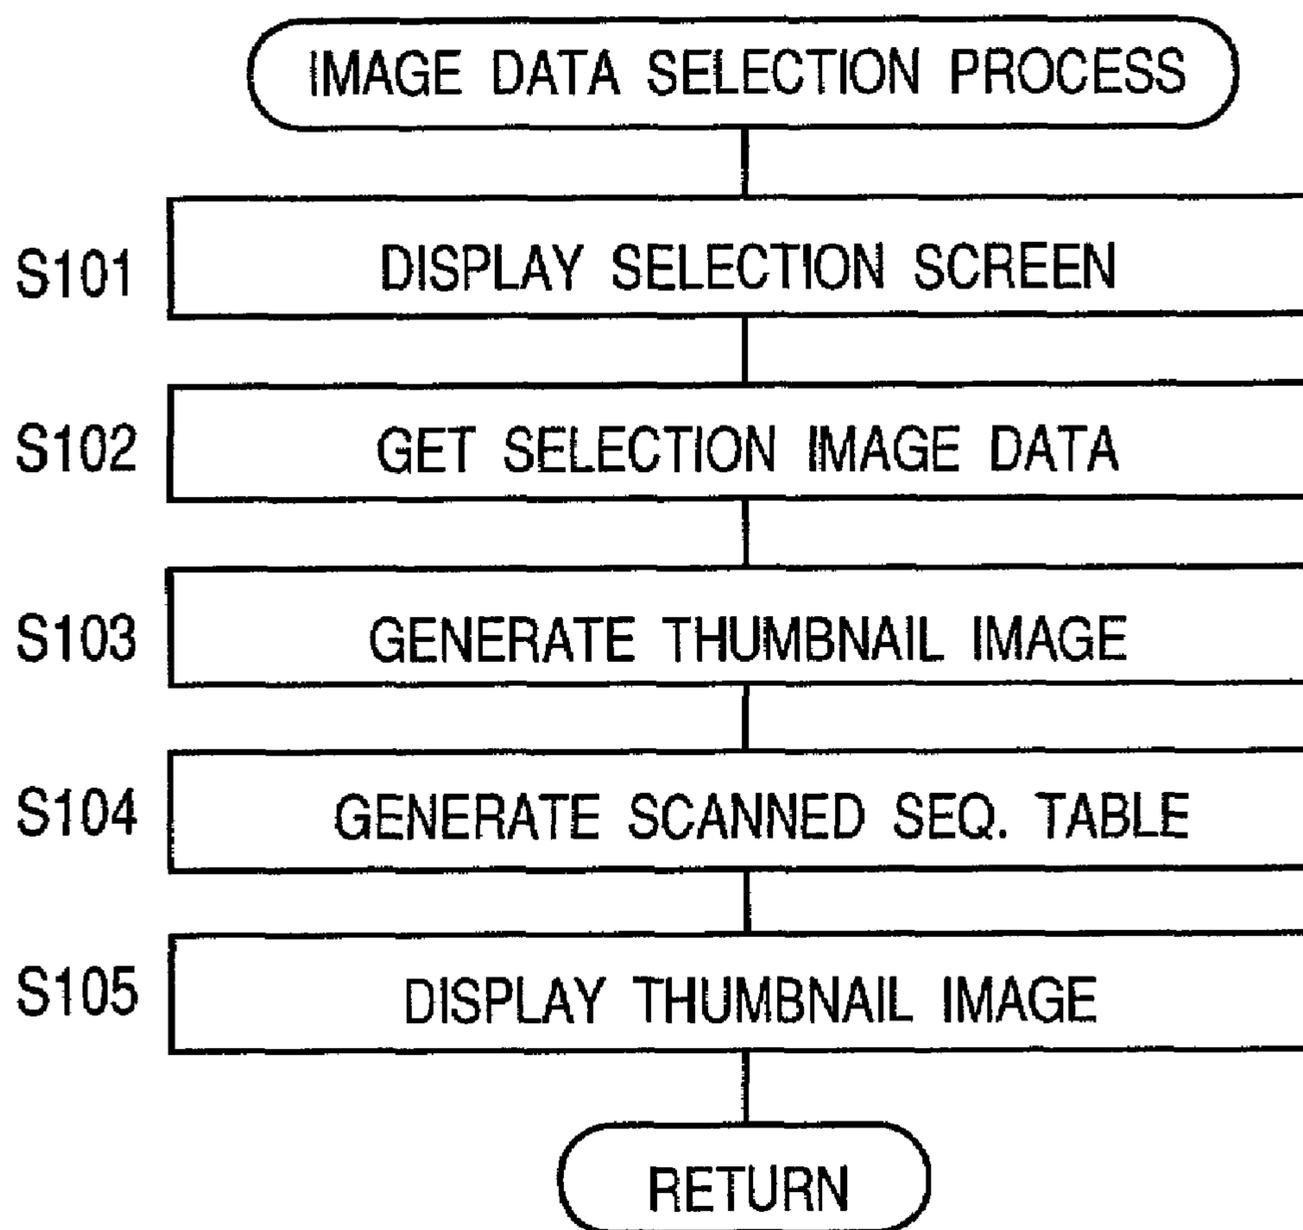 IMAGE DATA SELECTION PROCESS
S101 DISPLAY SELECTION SCREEN
S102 GET SELECTION IMAGE DATA
S103 GENERATE THUMBNAIL IMAGE
S104 GENERATE SCANNED SEQ. TABLE
S105 DISPLAY THUMBNAIL IMAGE
RETURN